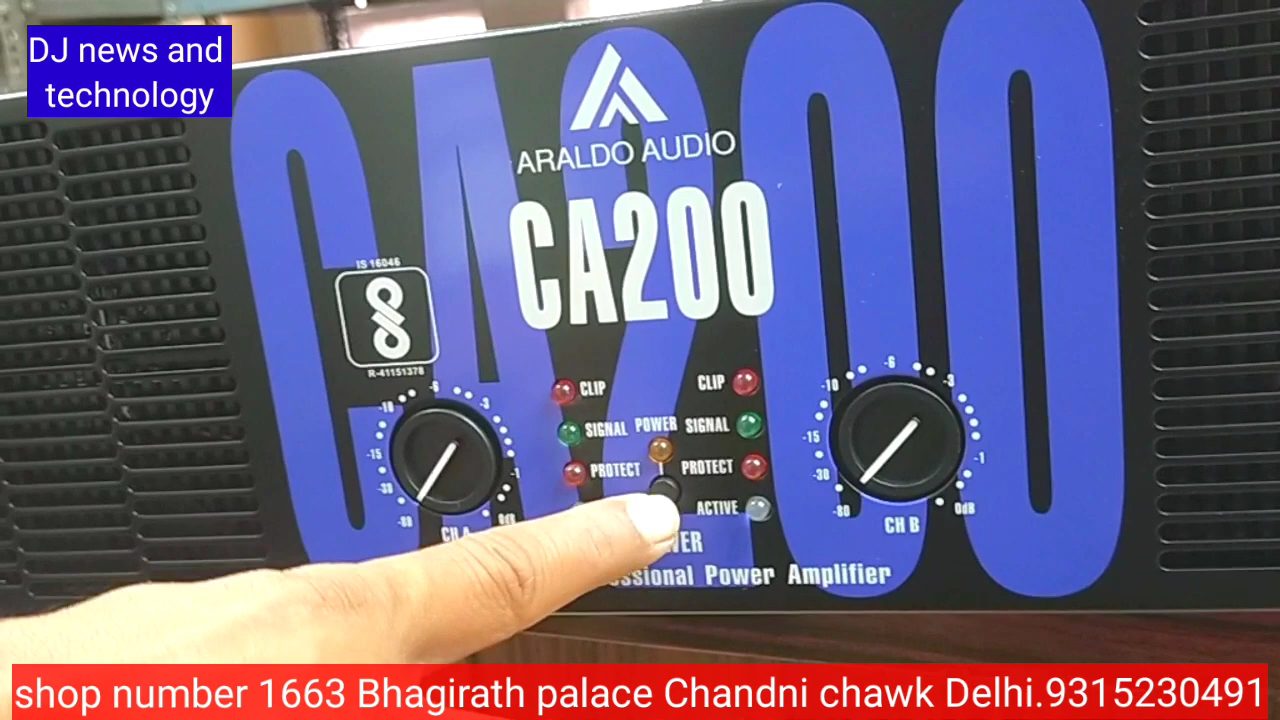 DJ news and
technology
CA200
ARALDO AUDIO
CA200
IS 16046
R-41151378
CLIP
CLIP
SIGNAL
POWER
SIGNAL
PROTECT
PROTECT
ACTIVE
-6
-10
-3
-15
-1
-30
-80
0dB
CH A
-6
-10
-3
-15
-1
-30
-80
0dB
CH B
Power Amplifier
shop number 1663 Bhagirath palace Chandni chawk Delhi.9315230491